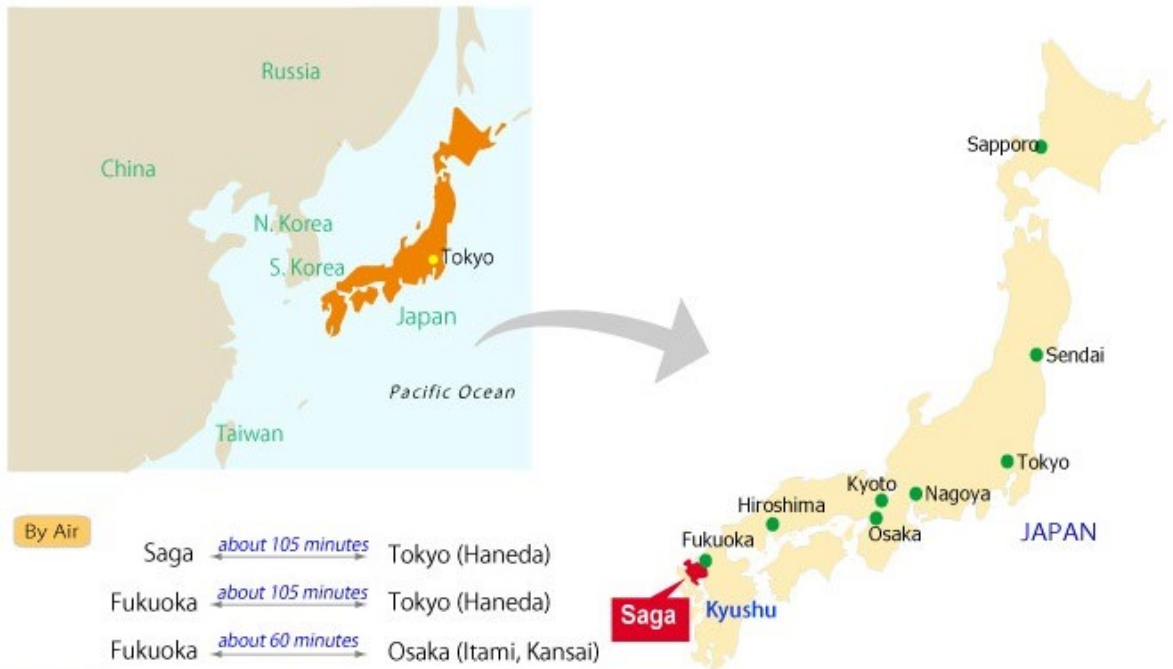 Russia
China
N. Korea
S. Korea
Tokyo
Japan
Pacific Ocean
Taiwan
Sapporo
Sendai
Tokyo
Nagoya
Kyoto
Osaka
Hiroshima
Fukuoka
JAPAN
Saga
Kyushu
By Air
Saga about 105 minutes Tokyo (Haneda)
Fukuoka about 105 minutes Tokyo (Haneda)
Fukuoka about 60 minutes Osaka (Itami, Kansai)